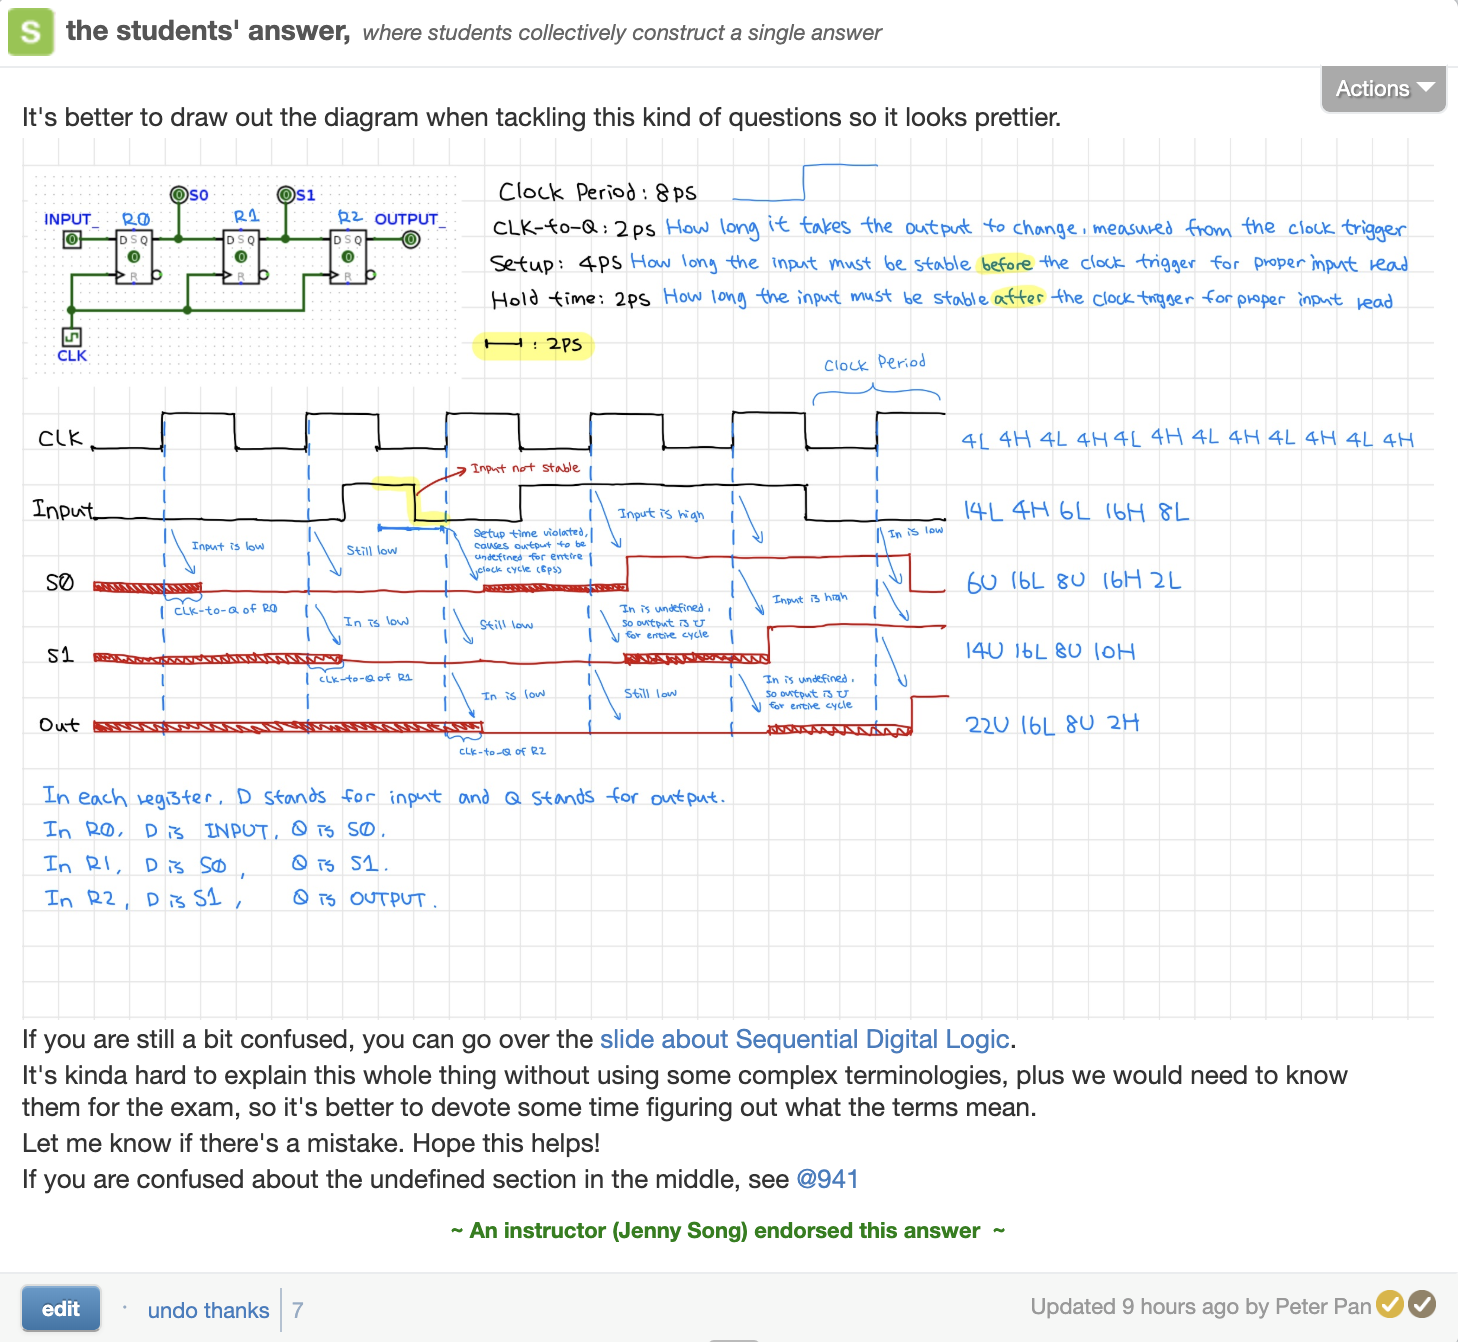 S the students' answer, where students collectively construct a single answer
Actions
It's better to draw out the diagram when tackling this kind of questions so it looks prettier.
S0 S1
INPUT_ R0 R1 R2 OUTPUT_
D S Q D S Q D S Q
0 0 0 0 0
R R R
CLK
Clock Period: 8ps
CLK-to-Q: 2ps How long it takes the output to change, measured from the clock trigger
Setup: 4ps How long the input must be stable before the clock trigger for proper input read
Hold time: 2ps How long the input must be stable after the clock trigger for proper input read
: 2ps
Clock Period
CLK 4L 4H 4L 4H 4L 4H 4L 4H 4L 4H 4L 4H
Input not stable
Input 14L 4H 6L 16H 8L
Input is high
In is low
Setup time violated,
causes output to be
undefined for entire
clock cycle (8ps)
Input is low
Still low
S0 6U 16L 8U 16H 2L
CLK-to-Q of R0
In is low
Still low
In is undefined,
so output is U
for entire cycle
Input is high
S1 14U 16L 8U 10H
CLK-to-Q of R1
In is low
Still low
In is undefined,
so output is U
for entire cycle
Out 22U 16L 8U 2H
CLK-to-Q of R2
In each register, D stands for input and Q stands for output.
In R0, D is INPUT, Q is S0.
In R1, D is S0, Q is S1.
In R2, D is S1, Q is OUTPUT.
If you are still a bit confused, you can go over the slide about Sequential Digital Logic.
It's kinda hard to explain this whole thing without using some complex terminologies, plus we would need to know
them for the exam, so it's better to devote some time figuring out what the terms mean.
Let me know if there's a mistake. Hope this helps!
If you are confused about the undefined section in the middle, see @941
~ An instructor (Jenny Song) endorsed this answer ~
edit · undo thanks 7
Updated 9 hours ago by Peter Pan